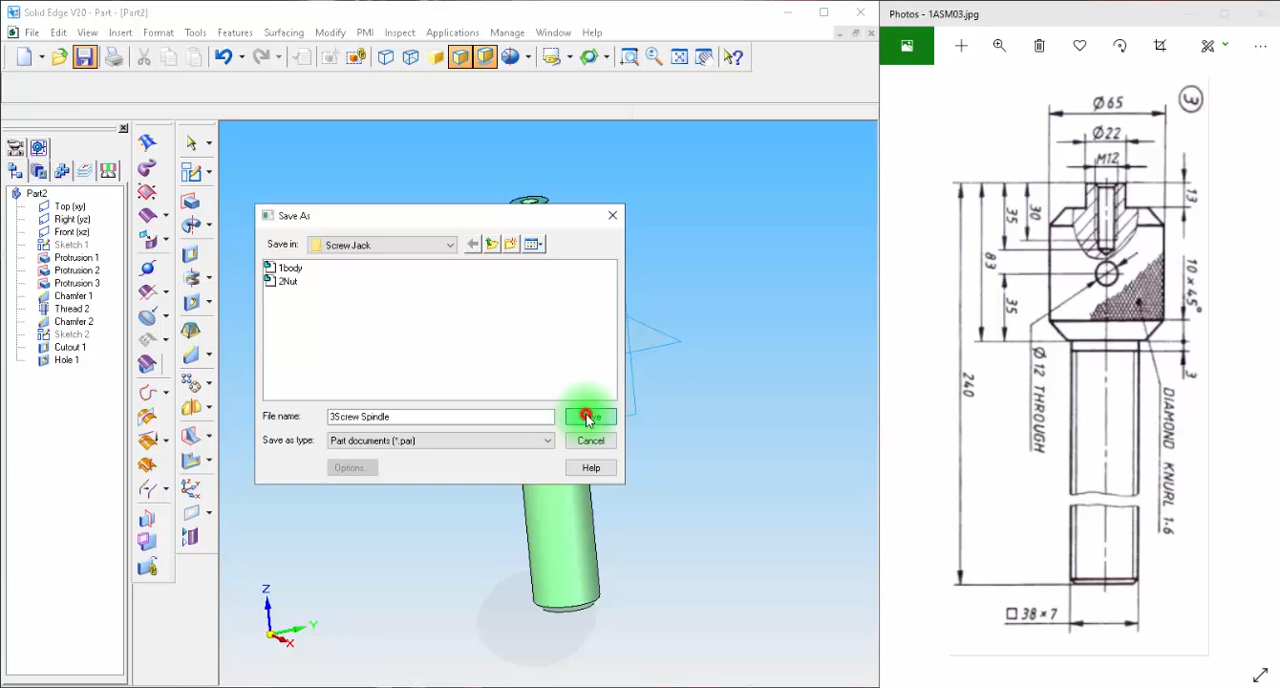 Solid Edge V20 - Part - [Part2]
File Edit View Insert Format Tools Features Surfacing Modify PMI Inspect Applications Manage Window Help
Part2
Top (xy)
Right (yz)
Front (xz)
Sketch 1
Protrusion 1
Protrusion 2
Protrusion 3
Chamfer 1
Thread 2
Chamfer 2
Sketch 2
Cutout 1
Hole 1
Save As
Save in:
Screw Jack
1body
2Nut
File name:
3Screw Spindle
Save as type:
Part documents (*.par)
Cancel
Options...
Help
Z
Y
X
Photos - 1ASM03.jpg
3
Ø65
Ø22
M12
13
30
35
83
35
10×45°
3
240
Ø 12 THROUGH
DIAMOND KNURL 1.6
□ 38×7